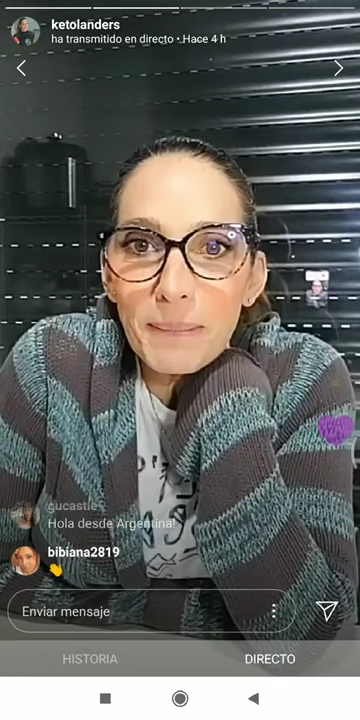 ketolanders
ha transmitido en directo • Hace 4 h
gucastle
Hola desde Argentina!
bibiana2819
👏
Enviar mensaje
HISTORIA
DIRECTO